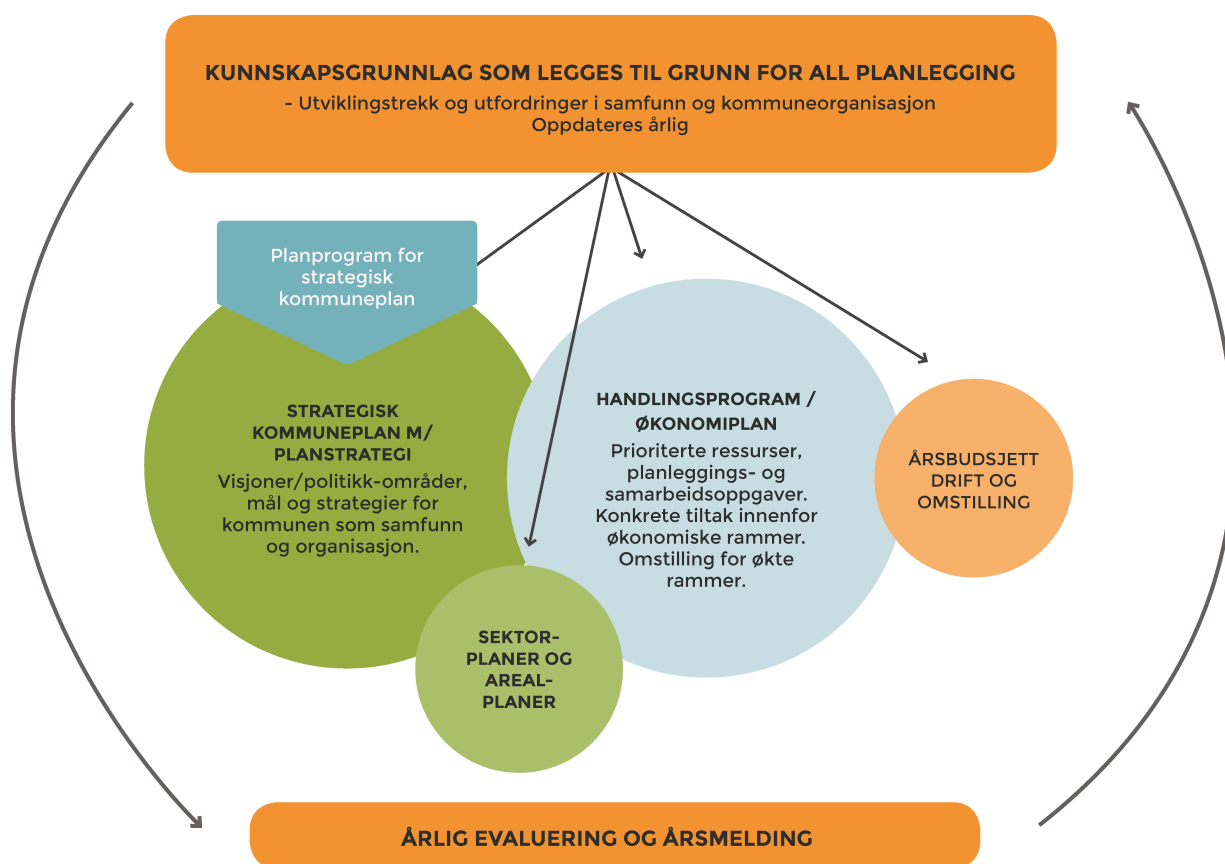 KUNNSKAPSGRUNNLAG SOM LEGGES TIL GRUNN FOR ALL PLANLEGGING
- Utviklingstrekk og utfordringer i samfunn og kommuneorganisasjon
Oppdateres årlig
Planprogram for
strategisk
kommuneplan
STRATEGISK
KOMMUNEPLAN M/
PLANSTRATEGI
Visjoner/politikk-områder,
mål og strategier for
kommunen som samfunn
og organisasjon.
HANDLINGSPROGRAM /
ØKONOMIPLAN
Prioriterte ressurser,
planleggings- og
samarbeidsoppgaver.
Konkrete tiltak innenfor
økonomiske rammer.
Omstilling for økte
rammer.
ÅRSBUDSJETT
DRIFT OG
OMSTILLING
SEKTOR-
PLANER OG
AREAL-
PLANER
ÅRLIG EVALUERING OG ÅRSMELDING